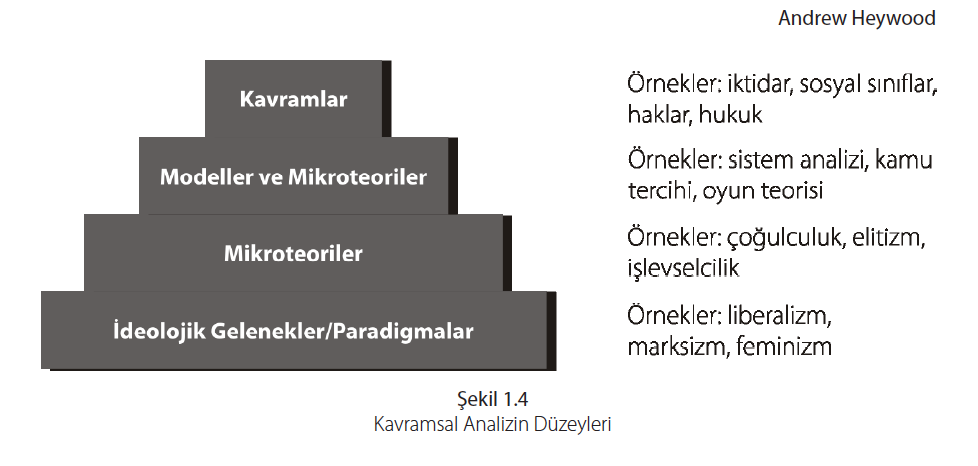 Andrew Heywood
Kavramlar
Örnekler: iktidar, sosyal sınıflar,
haklar, hukuk
Modeller ve Mikroteoriler
Örnekler: sistem analizi, kamu
tercihi, oyun teorisi
Mikroteoriler
Örnekler: çoğulculuk, elitizm,
işlevselcilik
İdeolojik Gelenekler/Paradigmalar
Örnekler: liberalizm,
marksizm, feminizm
Şekil 1.4
Kavramsal Analizin Düzeyleri